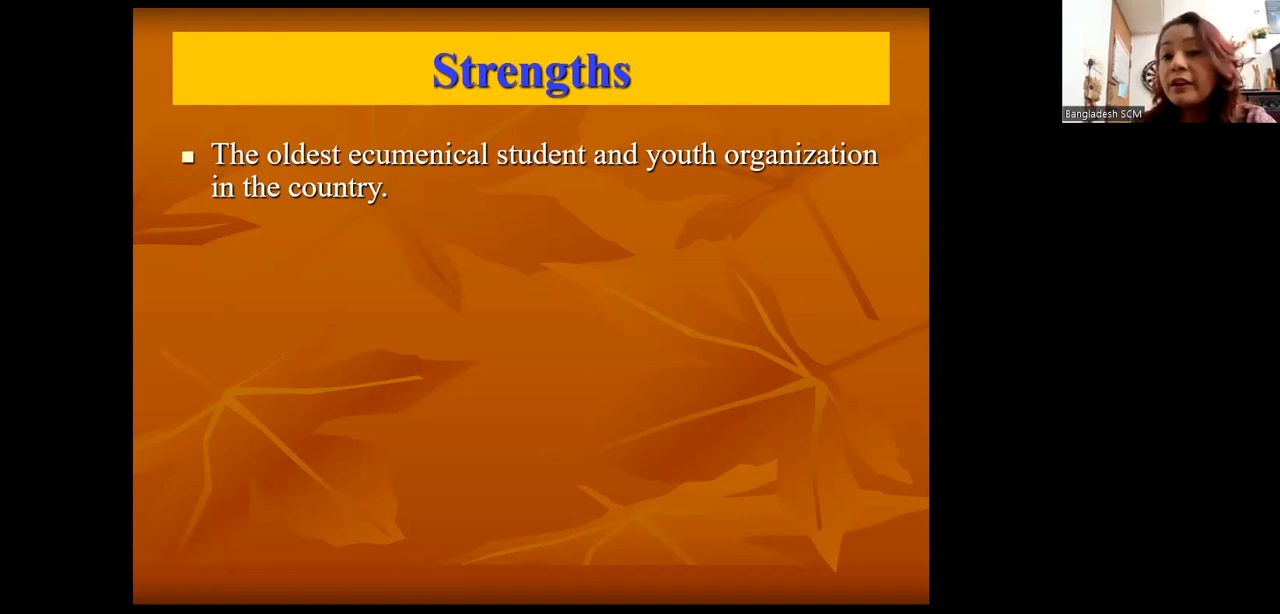 Strengths
The oldest ecumenical student and youth organization
in the country.
Bangladesh SCM